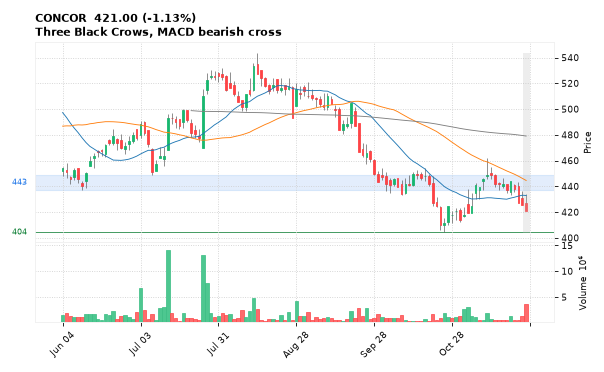 CONCOR 421.00 (-1.13%)
Three Black Crows, MACD bearish cross
540
520
500
480
460
440
420
400
Price
443
404
15
10
5
Volume 10^6
Jun 04
Jul 03
Jul 31
Aug 28
Sep 28
Oct 28